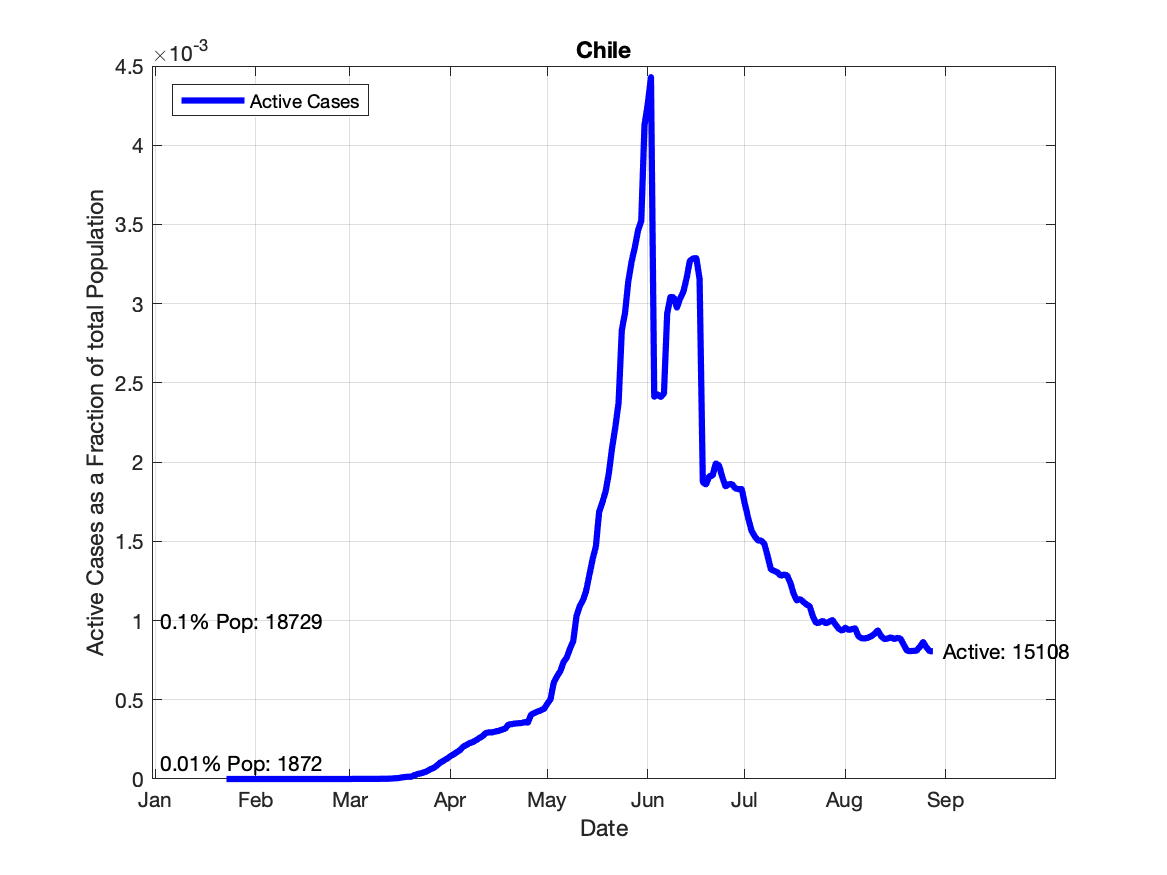 Chile
×10-3
4.5
Active Cases
4
3.5
3
2.5
2
1.5
1
0.1% Pop: 18729
Active: 15108
0.5
0.01% Pop: 1872
0
Jan Feb Mar Apr May Jun Jul Aug Sep
Date
Active Cases as a Fraction of total Population